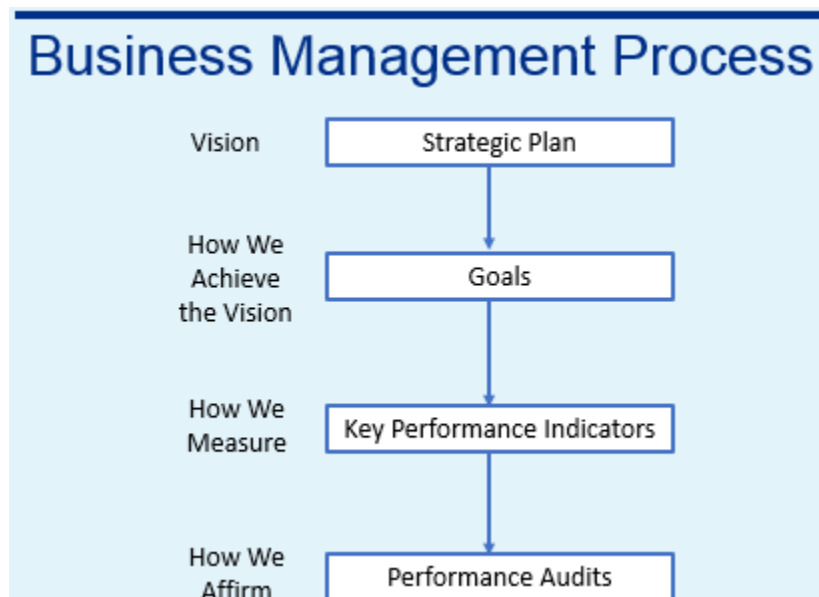 Business Management Process
Vision
Strategic Plan
How We
Achieve
the Vision
Goals
How We
Measure
Key Performance Indicators
How We
Affirm
Performance Audits